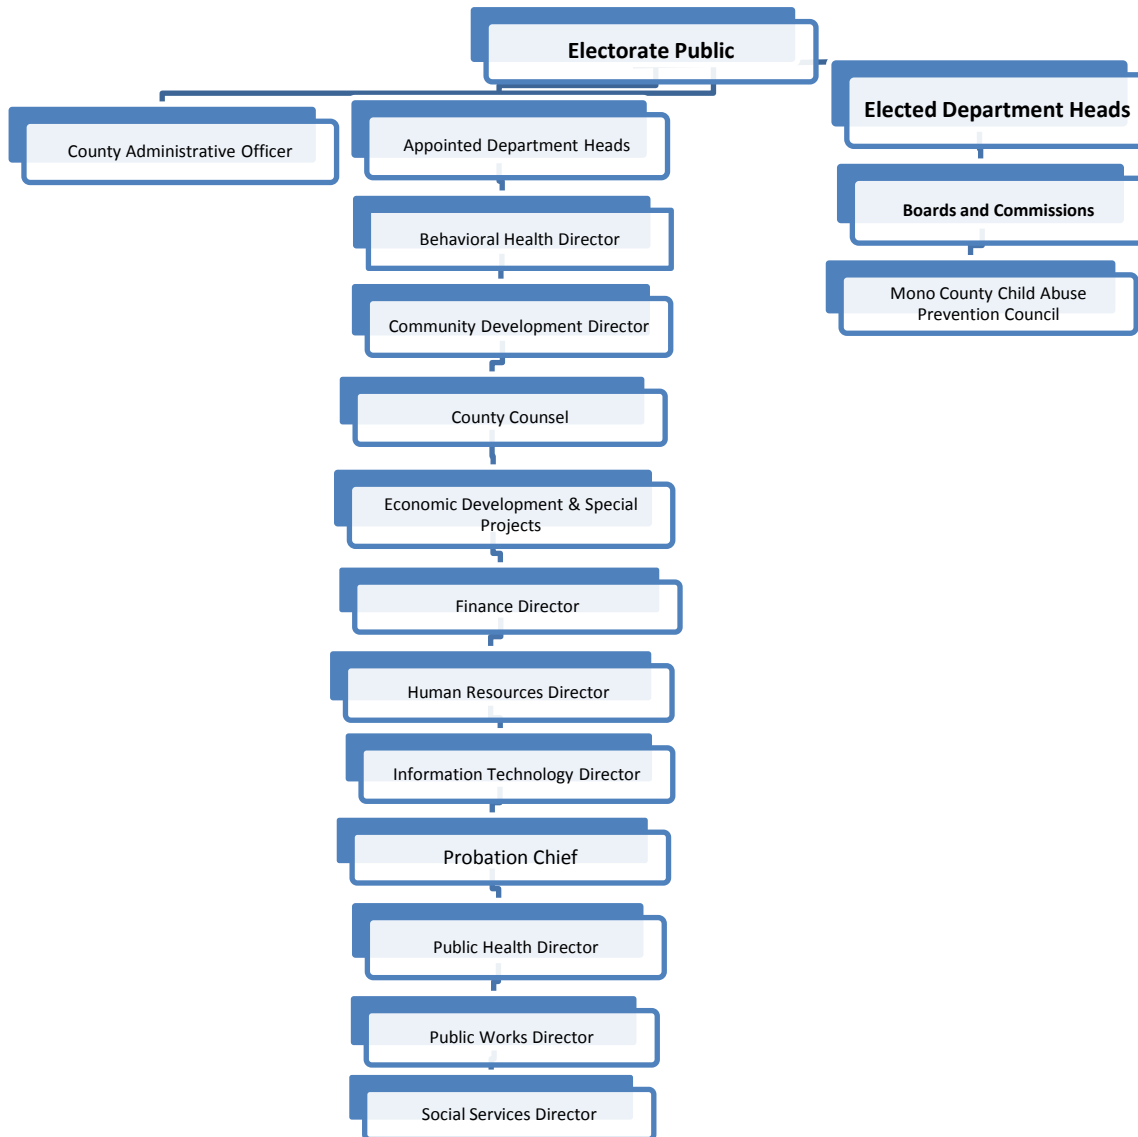 Electorate Public
Elected Department Heads
County Administrative Officer
Appointed Department Heads
Boards and Commissions
Behavioral Health Director
Mono County Child Abuse
Prevention Council
Community Development Director
County Counsel
Economic Development & Special
Projects
Finance Director
Human Resources Director
Information Technology Director
Probation Chief
Public Health Director
Public Works Director
Social Services Director